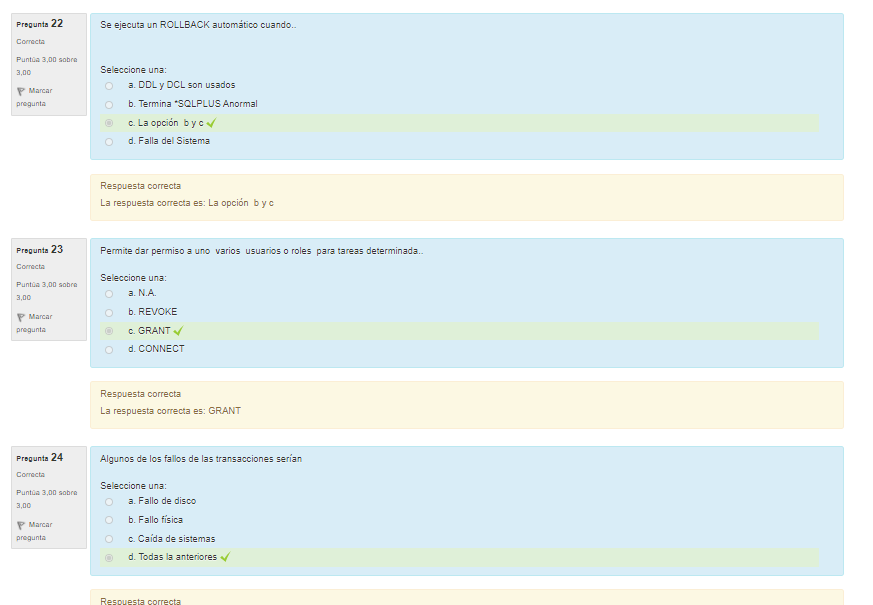 Pregunta 22
Correcta
Puntúa 3,00 sobre
3,00
Marcar
pregunta
Se ejecuta un ROLLBACK automático cuando..
Seleccione una:
a. DDL y DCL son usados
b. Termina *SQLPLUS Anormal
c. La opción b y c
d. Falla del Sistema
Respuesta correcta
La respuesta correcta es: La opción b y c
Pregunta 23
Correcta
Puntúa 3,00 sobre
3,00
Marcar
pregunta
Permite dar permiso a uno varios usuarios o roles para tareas determinada..
Seleccione una:
a. N.A.
b. REVOKE
c. GRANT
d. CONNECT
Respuesta correcta
La respuesta correcta es: GRANT
Pregunta 24
Correcta
Puntúa 3,00 sobre
3,00
Marcar
pregunta
Algunos de los fallos de las transacciones serían
Seleccione una:
a. Fallo de disco
b. Fallo física
c. Caída de sistemas
d. Todas la anteriores
Respuesta correcta